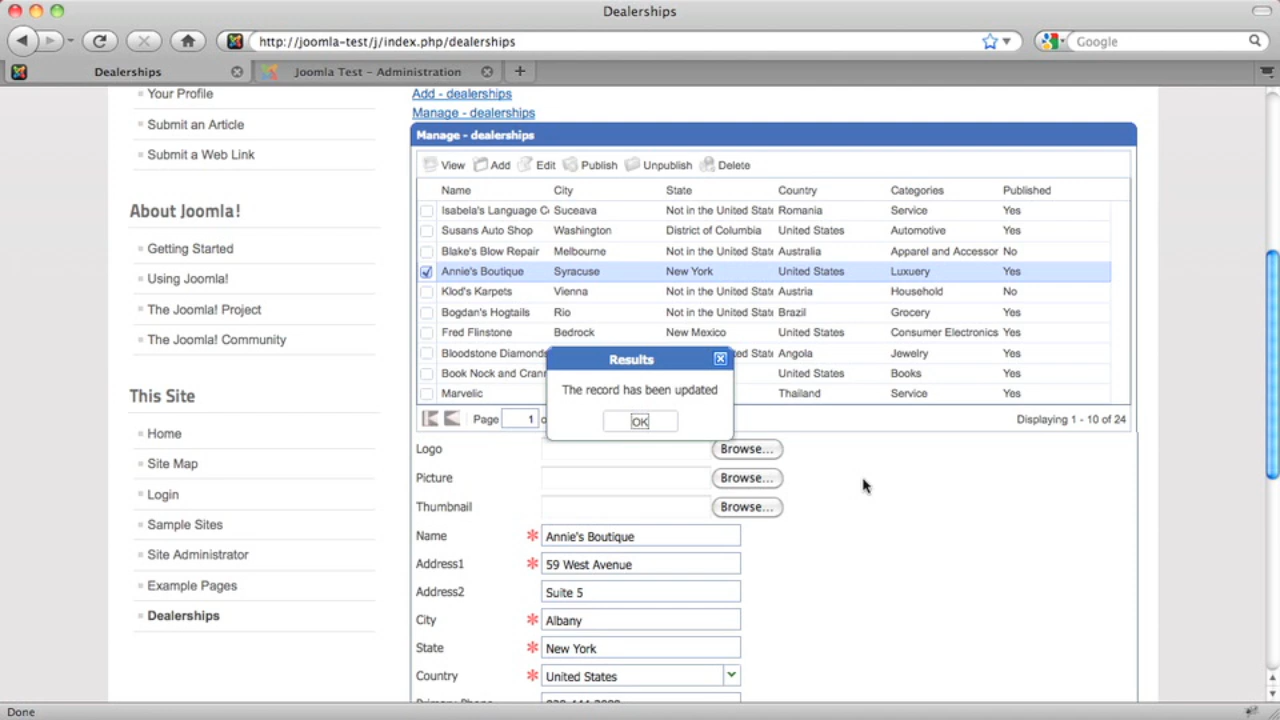 Dealerships
http://joomla-test/j/index.php/dealerships
Google
Dealerships
Joomla Test - Administration
Your Profile
Submit an Article
Submit a Web Link
About Joomla!
Getting Started
Using Joomla!
The Joomla! Project
The Joomla! Community
This Site
Home
Site Map
Login
Sample Sites
Site Administrator
Example Pages
Dealerships
Add - dealerships
Manage - dealerships
Manage - dealerships
View Add Edit Publish Unpublish Delete
Name City State Country Categories Published
Isabela's Language Suceava Not in the United Romania Service Yes
Susans Auto Shop Washington District of Columbia United States Automotive Yes
Blake's Blow Repair Melbourne Not in the United Australia Apparel and Accessor No
Annie's Boutique Syracuse New York United States Luxuery Yes
Klod's Karpets Vienna Not in the United Austria Household No
Bogdan's Hogtails Rio Not in the United Brazil Grocery Yes
Fred Flinstone Bedrock New Mexico United States Consumer Electronics Yes
Bloodstone Diamonds Angola Jewelry Yes
Book Nock and United States Books Yes
Marvelic Thailand Service Yes
Results
The record has been updated
OK
Page 1 Displaying 1 - 10 of 24
Logo Browse...
Picture Browse...
Thumbnail Browse...
Name * Annie's Boutique
Address1 * 59 West Avenue
Address2 Suite 5
City * Albany
State * New York
Country * United States
Done